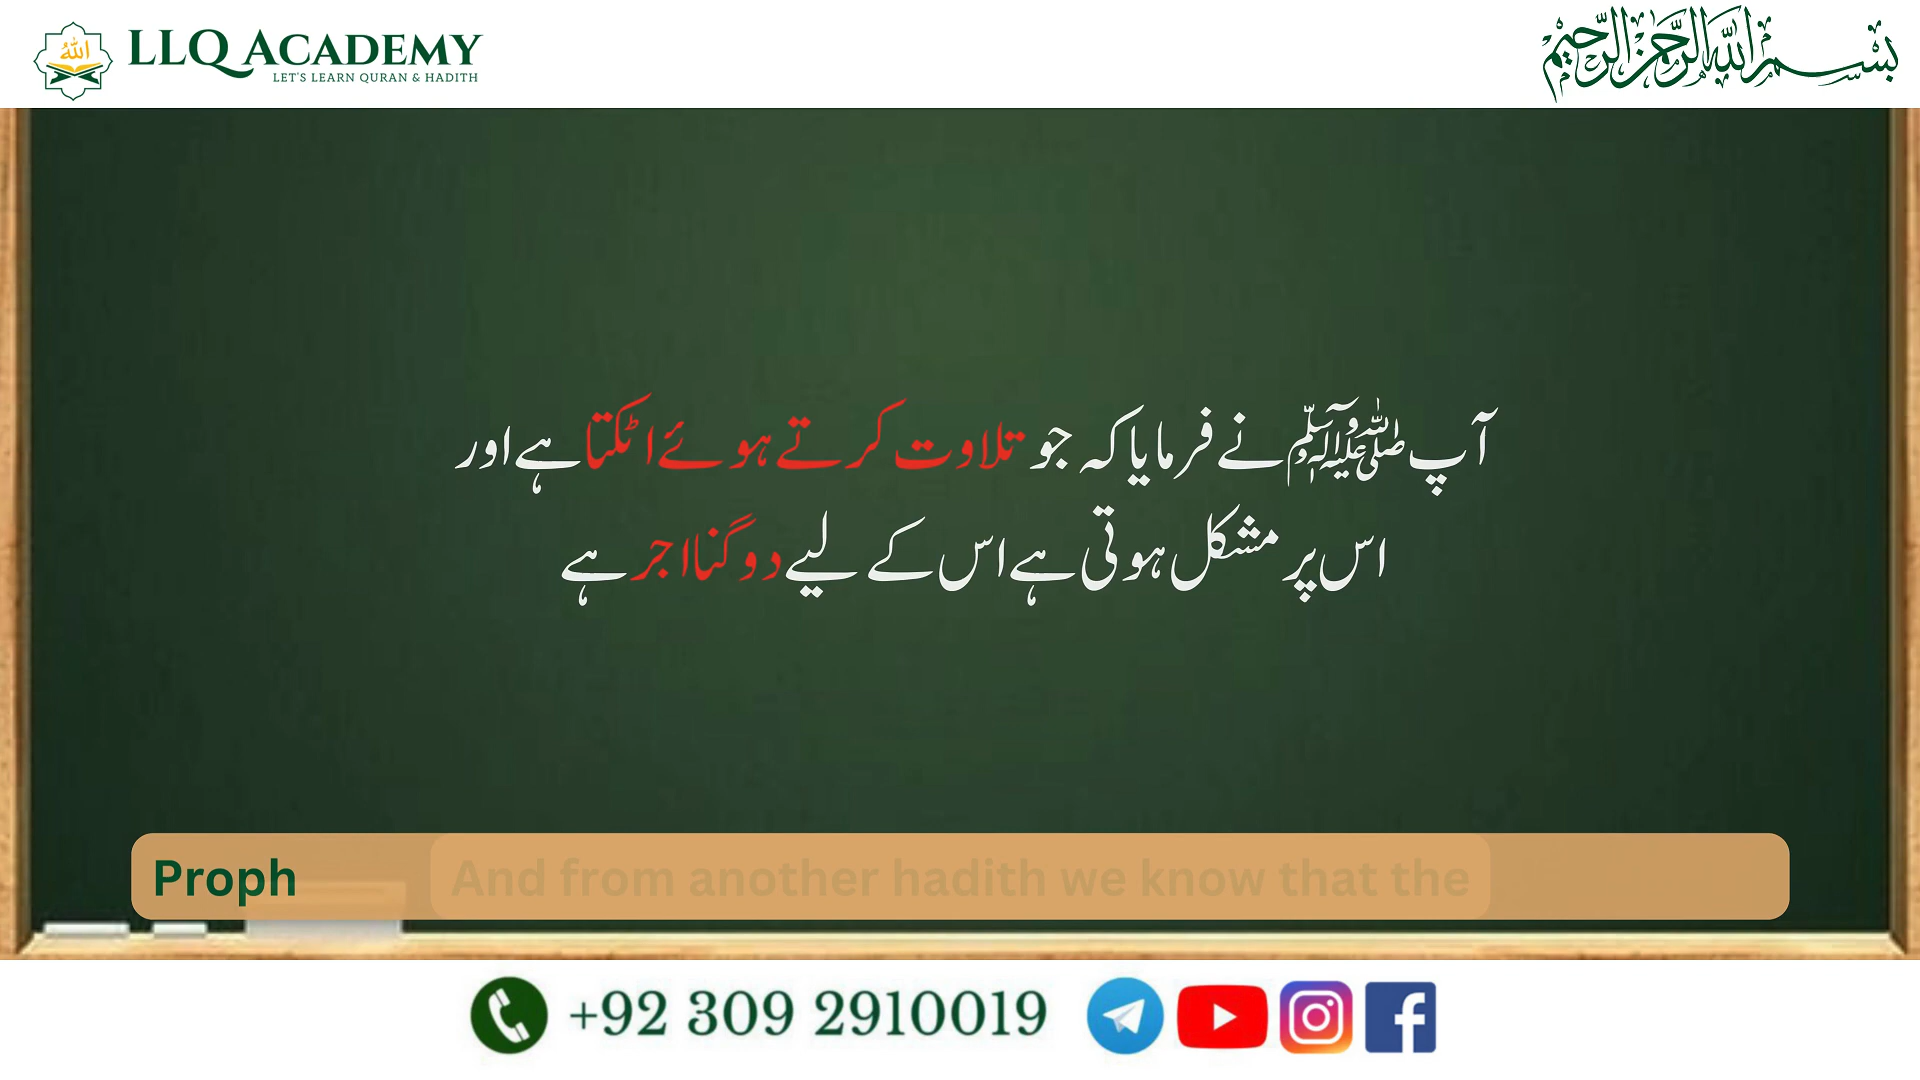 LLQ ACADEMY
LET'S LEARN QURAN & HADITH
بسم الله الرحمن الرحيم
آپ ﷺ نے فرمایا کہ جو تلاوت کرتے ہوئے اٹکتا ہے اور
اس پر مشکل ہوتی ہے اس کے لیے دوگنا اجر ہے
Proph
And from another hadith we know that the
+92 309 2910019